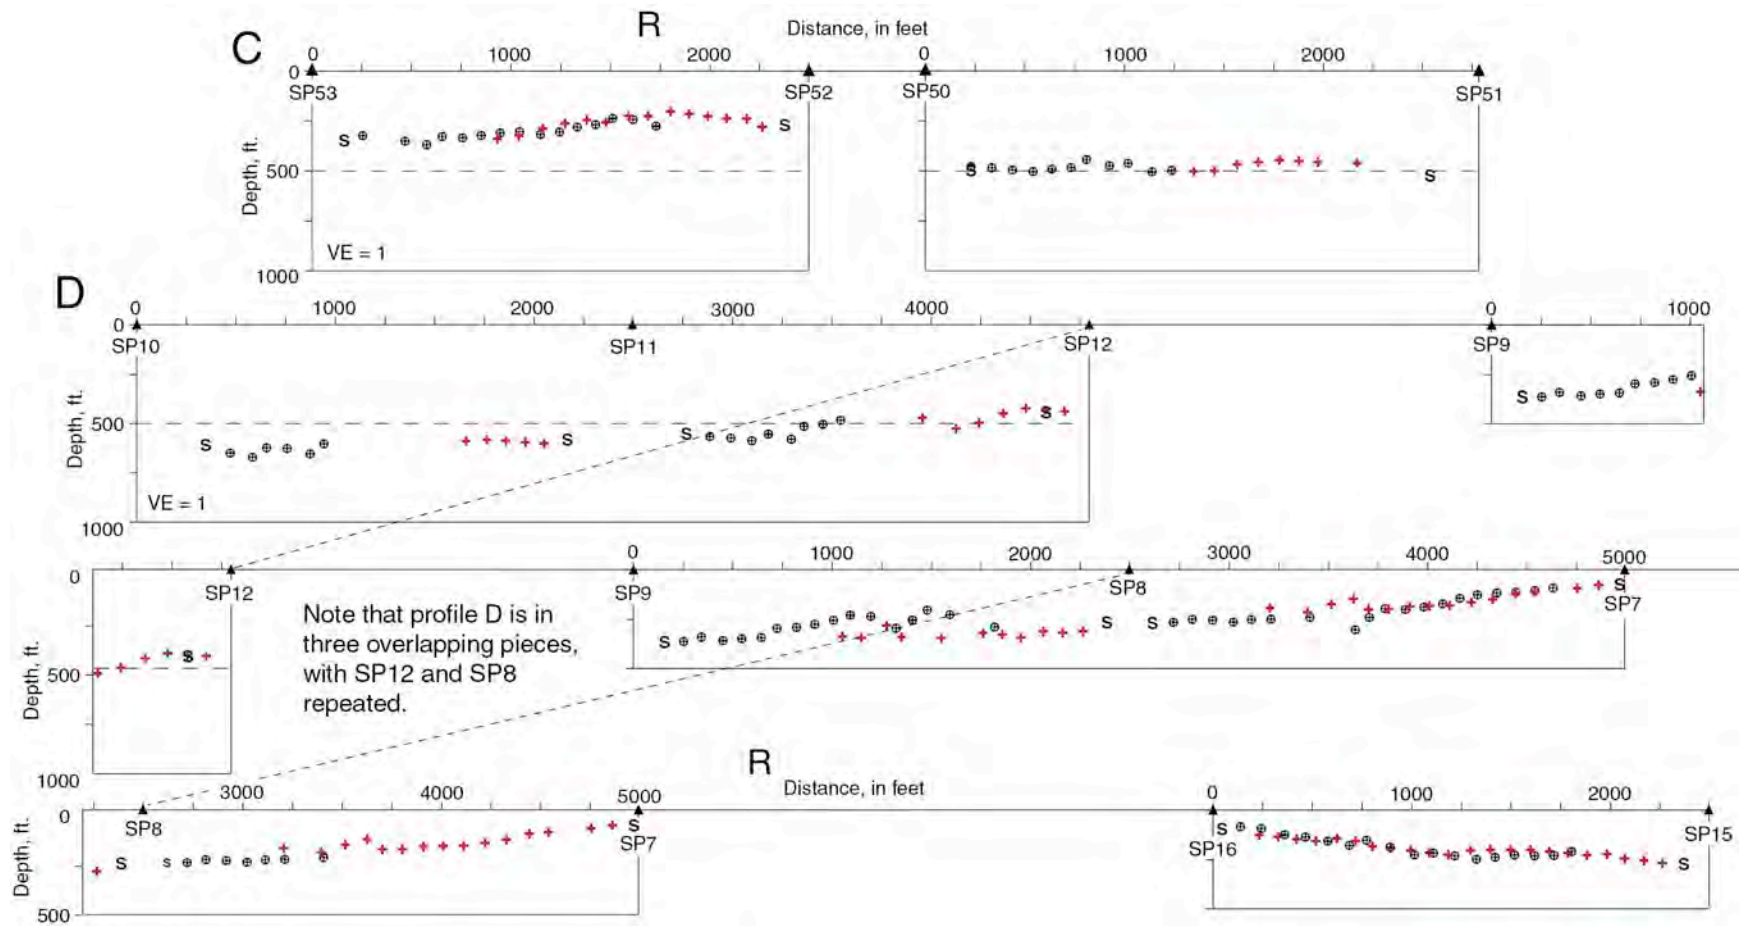 C
R
Distance, in feet
0 1000 2000 0 1000 2000
0
SP53 SP52 SP50 SP51
S S
500
S S
Depth, ft.
VE = 1
1000
D
0 1000 2000 3000 4000 0 1000
0
SP10 SP11 SP12 SP9
S
500
S S S S
Depth, ft.
VE = 1
1000
0 1000 2000 3000 4000 5000
0
SP12 SP9 SP8 SP7
S S S S
Note that profile D is in
three overlapping pieces,
with SP12 and SP8
repeated.
S
500
Depth, ft.
1000
R
Distance, in feet
3000 4000 5000 0 1000 2000
0
SP8 SP7 SP16 SP15
S S S S S
Depth, ft.
500